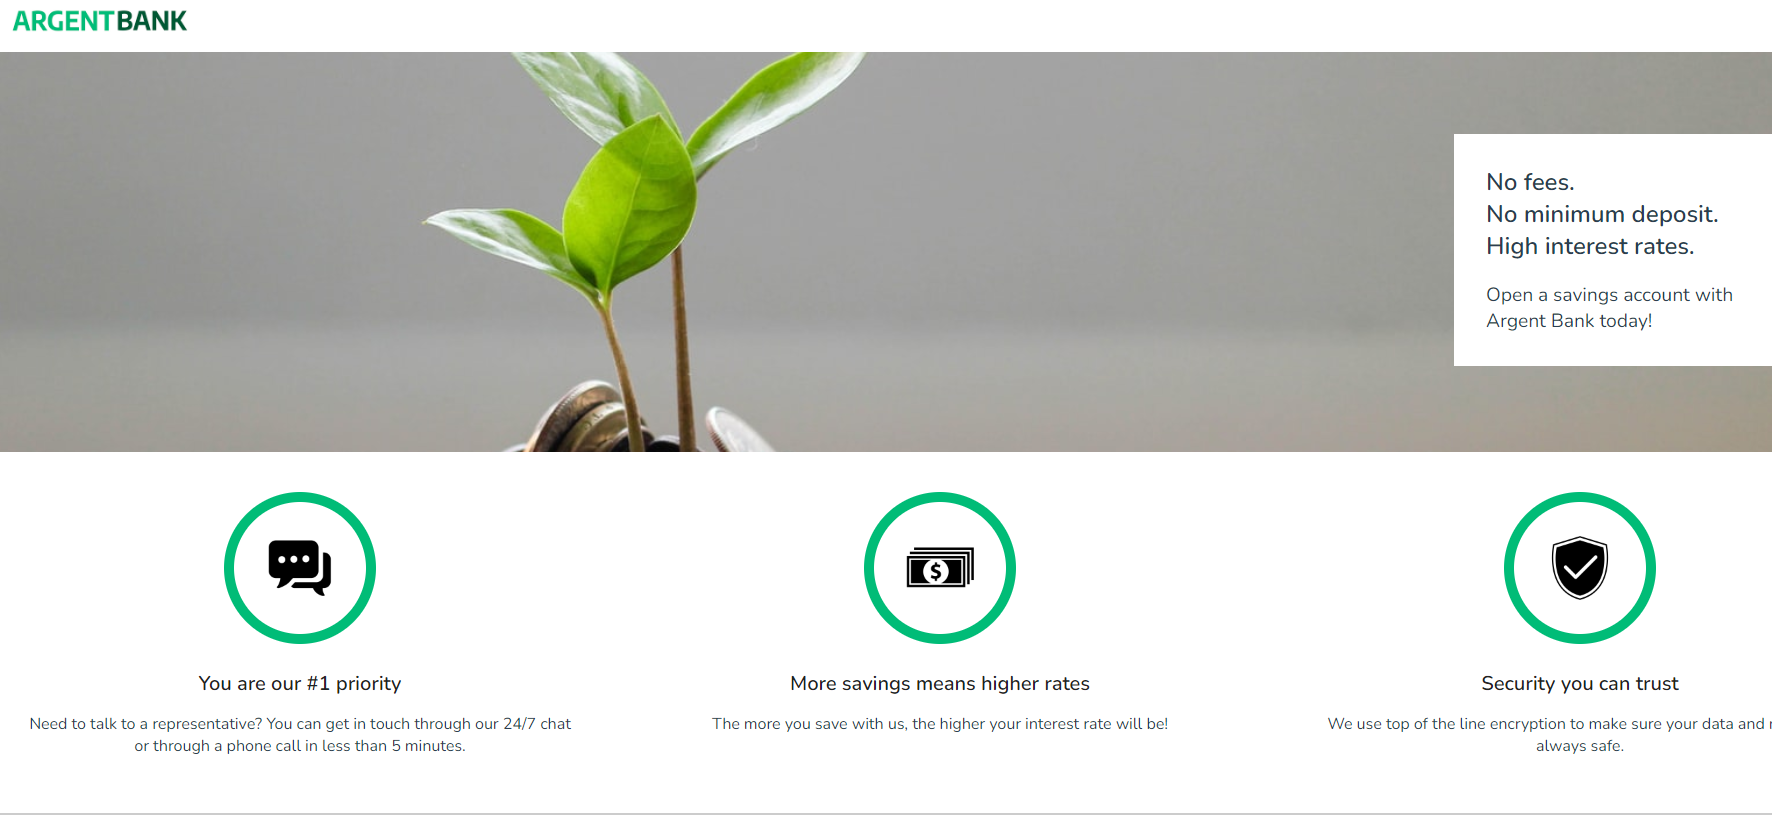 ARGENTBANK
No fees.
No minimum deposit.
High interest rates.
Open a savings account with
Argent Bank today!
$
You are our #1 priority
Need to talk to a representative? You can get in touch through our 24/7 chat
or through a phone call in less than 5 minutes.
More savings means higher rates
The more you save with us, the higher your interest rate will be!
Security you can trust
We use top of the line encryption to make sure your data and
always safe.